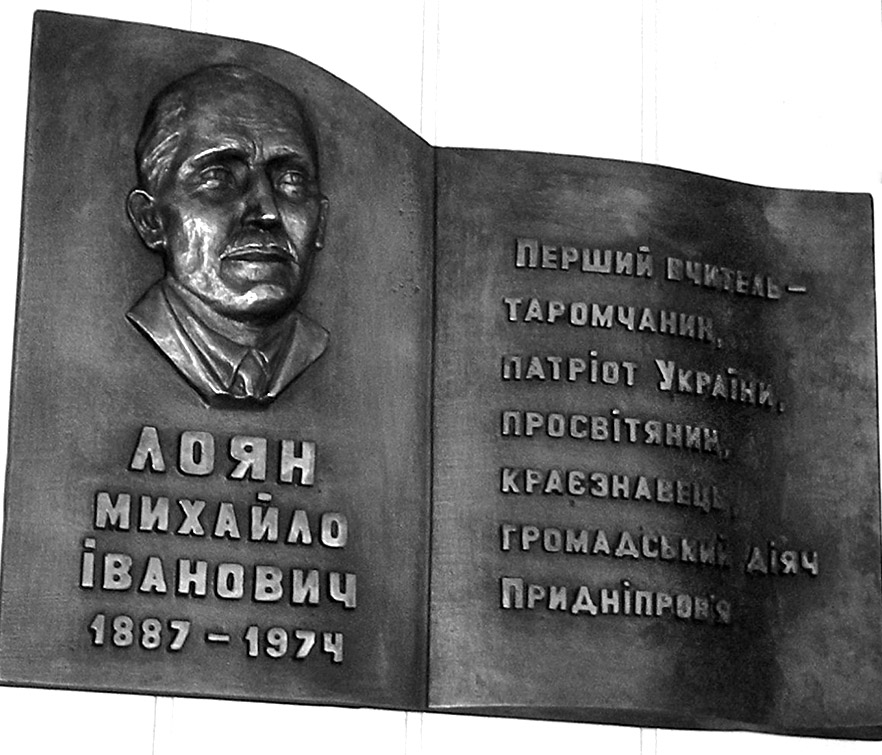 ЛОЯН
МИХАЙЛО
ІВАНОВИЧ
1887 – 1974
Перший вчитель –
таромчанин,
патріот України,
просвітянин,
краєзнавець,
громадський діяч
Придніпров'я